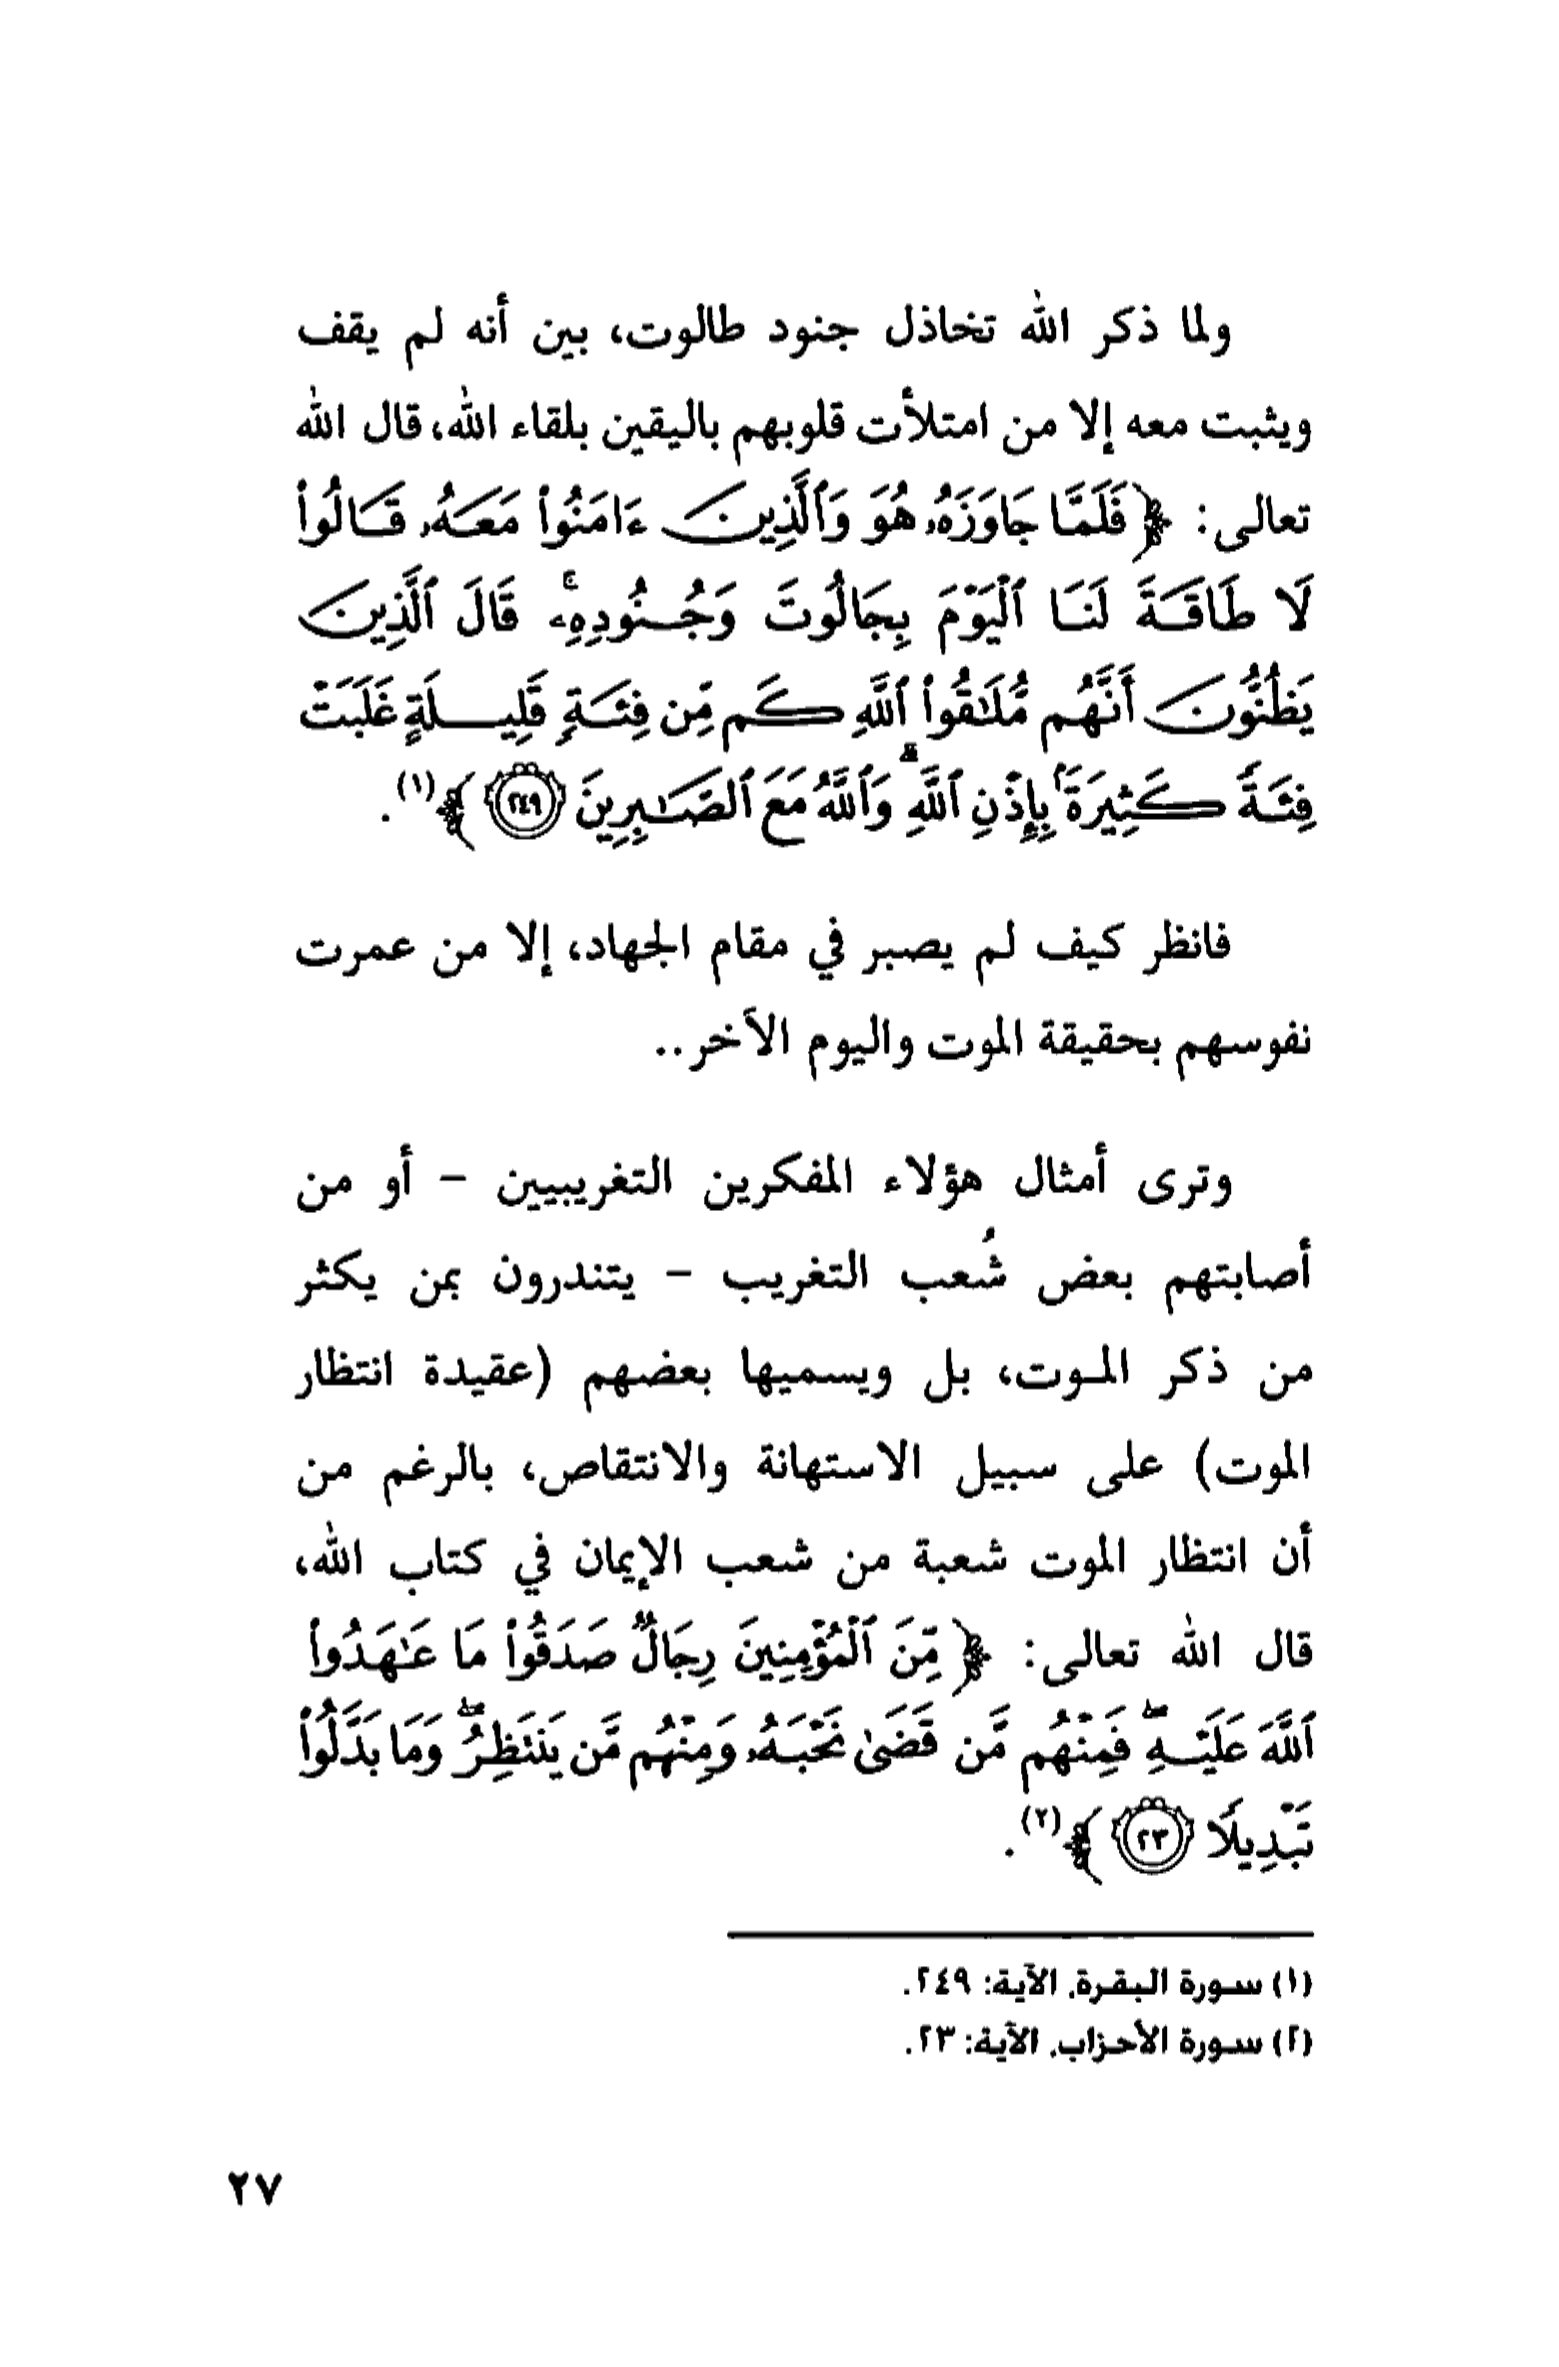 ولما ذكر الله تخاذل جنود طالوت، بين أنه لم يقف
ويثبت معه إلا من امتلأت قلوبهم باليقين بلقاء الله، قال الله
تعالى: ﴿فَلَمَّا جَاوَزَهُۥ هُوَ وَٱلَّذِينَ ءَامَنُوا۟ مَعَهُۥ قَالُوا۟
لَا طَاقَةَ لَنَا ٱلْيَوْمَ بِجَالُوتَ وَجُنُودِهِۦ ۚ قَالَ ٱلَّذِينَ
يَظُنُّونَ أَنَّهُم مُّلَٰقُوا۟ ٱللَّهِ كَم مِّن فِئَةٍ قَلِيلَةٍ غَلَبَتْ
فِئَةً كَثِيرَةًۢ بِإِذْنِ ٱللَّهِ ۗ وَٱللَّهُ مَعَ ٱلصَّٰبِرِينَ ٢٤٩﴾(١).
فانظر كيف لم يصبر في مقام الجهاد، إلا من عمرت
نفوسهم بحقيقة الموت واليوم الآخر..
وترى أمثال هؤلاء المفكرين التغريبيين - أو من
أصابتهم بعض شُعب التغريب - يتندرون بمن يكثر
من ذكر المـوت، بل ويسميها بعضهم (عقيدة انتظار
الموت) على سبيل الاستهانة والانتقاص، بالرغم من
أن انتظار الموت شعبة من شعب الإيمان في كتاب الله،
قال الله تعالى: ﴿مِّنَ ٱلْمُؤْمِنِينَ رِجَالٌ صَدَقُوا۟ مَا عَٰهَدُوا۟
ٱللَّهَ عَلَيْهِ ۖ فَمِنْهُم مَّن قَضَىٰ نَحْبَهُۥ وَمِنْهُم مَّن يَنتَظِرُ ۖ وَمَا بَدَّلُوا۟
تَبْدِيلًا ٢٣﴾(٢).
(١) سورة البقرة، الآية: ٢٤٩.
(٢) سورة الأحزاب، الآية: ٢٣.
٢٧